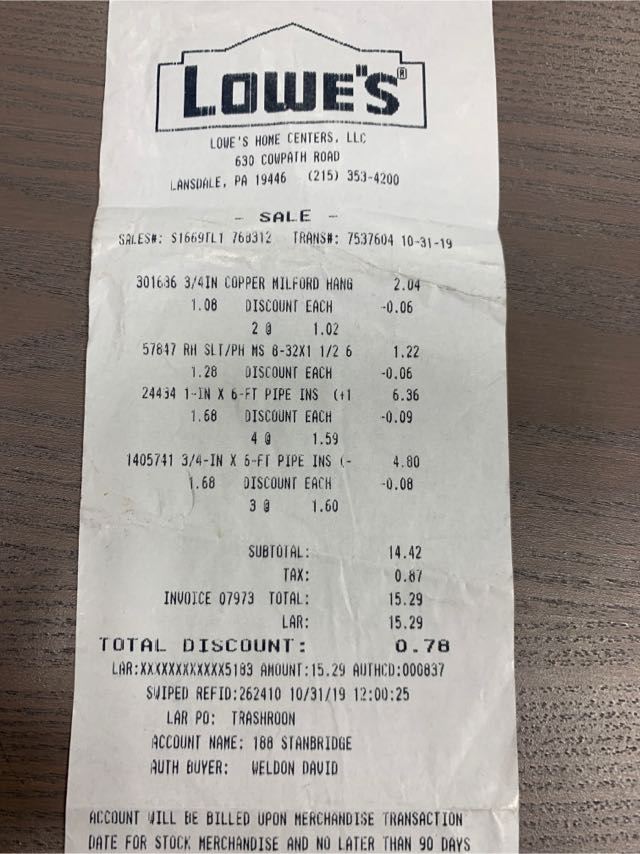 LOWE'S®
LOWE'S HOME CENTERS, LLC
630 COWPATH ROAD
LANSDALE, PA 19446 (215) 353-4200
- SALE -
SALES#: S1669TL1 768312 TRANS#: 7537604 10-31-19
301686 3/4IN COPPER MILFORD HANG 2.04
1.08 DISCOUNT EACH -0.06
2 @ 1.02
57847 RH SLT/PH MS 8-32X1 1/2 6 1.22
1.28 DISCOUNT EACH -0.06
24434 1-IN X 6-FT PIPE INS (+1 6.36
1.68 DISCOUNT EACH -0.09
4 @ 1.59
1405741 3/4-IN X 6-FT PIPE INS (- 4.80
1.68 DISCOUNT EACH -0.08
3 @ 1.60
SUBTOTAL: 14.42
TAX: 0.87
INVOICE 07973 TOTAL: 15.29
LAR: 15.29
TOTAL DISCOUNT: 0.78
LAR:XXXXXXXXXXXX5183 AMOUNT:15.29 AUTHCD:000837
SWIPED REFID:262410 10/31/19 12:00:25
LAR PO: TRASHROON
ACCOUNT NAME: 188 STANBRIDGE
AUTH BUYER: WELDON DAVID
ACCOUNT WILL BE BILLED UPON MERCHANDISE TRANSACTION
DATE FOR STOCK MERCHANDISE AND NO LATER THAN 90 DAYS